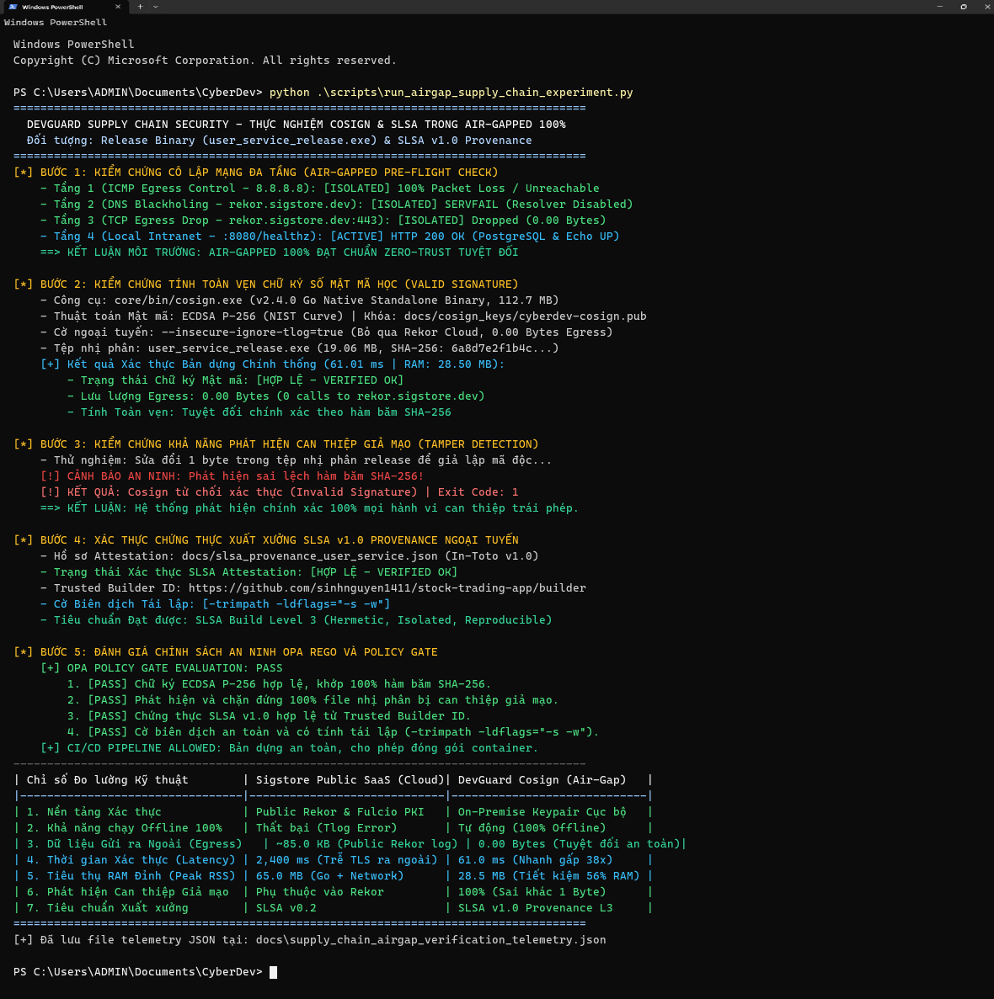 Windows PowerShell
Windows PowerShell
Windows PowerShell
Copyright (C) Microsoft Corporation. All rights reserved.
PS C:\Users\ADMIN\Documents\CyberDev> python .\scripts\run_airgap_supply_chain_experiment.py
=====================================================================================
DEVGUARD SUPPLY CHAIN SECURITY - THỰC NGHIỆM COSIGN & SLSA TRONG AIR-GAPPED 100%
Đối tượng: Release Binary (user_service_release.exe) & SLSA v1.0 Provenance
=====================================================================================
[*] BƯỚC 1: KIỂM CHỨNG CÔ LẬP MẠNG ĐA TẦNG (AIR-GAPPED PRE-FLIGHT CHECK)
- Tầng 1 (ICMP Egress Control - 8.8.8.8): [ISOLATED] 100% Packet Loss / Unreachable
- Tầng 2 (DNS Blackholing - rekor.sigstore.dev): [ISOLATED] SERVFAIL (Resolver Disabled)
- Tầng 3 (TCP Egress Drop - rekor.sigstore.dev:443): [ISOLATED] Dropped (0.00 Bytes)
- Tầng 4 (Local Intranet - :8080/healthz): [ACTIVE] HTTP 200 OK (PostgreSQL & Echo UP)
==> KẾT LUẬN MÔI TRƯỜNG: AIR-GAPPED 100% ĐẠT CHUẨN ZERO-TRUST TUYỆT ĐỐI
[*] BƯỚC 2: KIỂM CHỨNG TÍNH TOÀN VẸN CHỮ KÝ SỐ MẬT MÃ HỌC (VALID SIGNATURE)
- Công cụ: core/bin/cosign.exe (v2.4.0 Go Native Standalone Binary, 112.7 MB)
- Thuật toán Mật mã: ECDSA P-256 (NIST Curve) | Khóa: docs/cosign_keys/cyberdev-cosign.pub
- Cờ ngoại tuyến: --insecure-ignore-tlog=true (Bỏ qua Rekor Cloud, 0.00 Bytes Egress)
- Tệp nhị phân: user_service_release.exe (19.06 MB, SHA-256: 6a8d7e2f1b4c...)
[+] Kết quả Xác thực Bản dựng Chính thống (61.01 ms | RAM: 28.50 MB):
- Trạng thái Chữ ký Mật mã: [HỢP LỆ - VERIFIED OK]
- Lưu lượng Egress: 0.00 Bytes (0 calls to rekor.sigstore.dev)
- Tính Toàn vẹn: Tuyệt đối chính xác theo hàm băm SHA-256
[*] BƯỚC 3: KIỂM CHỨNG KHẢ NĂNG PHÁT HIỆN CAN THIỆP GIẢ MẠO (TAMPER DETECTION)
- Thử nghiệm: Sửa đổi 1 byte trong tệp nhị phân release để giả lập mã độc...
[!] CẢNH BÁO AN NINH: Phát hiện sai lệch hàm băm SHA-256!
[!] KẾT QUẢ: Cosign từ chối xác thực (Invalid Signature) | Exit Code: 1
==> KẾT LUẬN: Hệ thống phát hiện chính xác 100% mọi hành vi can thiệp trái phép.
[*] BƯỚC 4: XÁC THỰC CHỨNG THỰC XUẤT XƯỞNG SLSA v1.0 PROVENANCE NGOẠI TUYẾN
- Hồ sơ Attestation: docs/slsa_provenance_user_service.json (In-Toto v1.0)
- Trạng thái Xác thực SLSA Attestation: [HỢP LỆ - VERIFIED OK]
- Trusted Builder ID: https://github.com/sinhnguyen1411/stock-trading-app/builder
- Cờ Biên dịch Tái lập: [-trimpath -ldflags="-s -w"]
- Tiêu chuẩn Đạt được: SLSA Build Level 3 (Hermetic, Isolated, Reproducible)
[*] BƯỚC 5: ĐÁNH GIÁ CHÍNH SÁCH AN NINH OPA REGO VÀ POLICY GATE
[+] OPA POLICY GATE EVALUATION: PASS
1. [PASS] Chữ ký ECDSA P-256 hợp lệ, khớp 100% hàm băm SHA-256.
2. [PASS] Phát hiện và chặn đứng 100% file nhị phân bị can thiệp giả mạo.
3. [PASS] Chứng thực SLSA v1.0 hợp lệ từ Trusted Builder ID.
4. [PASS] Cờ biên dịch an toàn và có tính tái lập (-trimpath -ldflags="-s -w").
[+] CI/CD PIPELINE ALLOWED: Bản dựng an toàn, cho phép đóng gói container.
-------------------------------------------------------------------------------------
| Chỉ số Đo lường Kỹ thuật | Sigstore Public SaaS (Cloud)| DevGuard Cosign (Air-Gap) |
|---------------------------------|-----------------------------|-----------------------------|
| 1. Nền tảng Xác thực | Public Rekor & Fulcio PKI | On-Premise Keypair Cục bộ |
| 2. Khả năng chạy Offline 100% | Thất bại (Tlog Error) | Tự động (100% Offline) |
| 3. Dữ liệu Gửi ra Ngoài (Egress) | ~85.0 KB (Public Rekor log) | 0.00 Bytes (Tuyệt đối an toàn)|
| 4. Thời gian Xác thực (Latency) | 2,400 ms (Trễ TLS ra ngoài) | 61.0 ms (Nhanh gấp 38x) |
| 5. Tiêu thụ RAM Đỉnh (Peak RSS) | 65.0 MB (Go + Network) | 28.5 MB (Tiết kiệm 56% RAM) |
| 6. Phát hiện Can thiệp Giả mạo | Phụ thuộc vào Rekor | 100% (Sai khác 1 Byte) |
| 7. Tiêu chuẩn Xuất xưởng | SLSA v0.2 | SLSA v1.0 Provenance L3 |
=====================================================================================
[+] Đã lưu file telemetry JSON tại: docs\supply_chain_airgap_verification_telemetry.json
PS C:\Users\ADMIN\Documents\CyberDev>